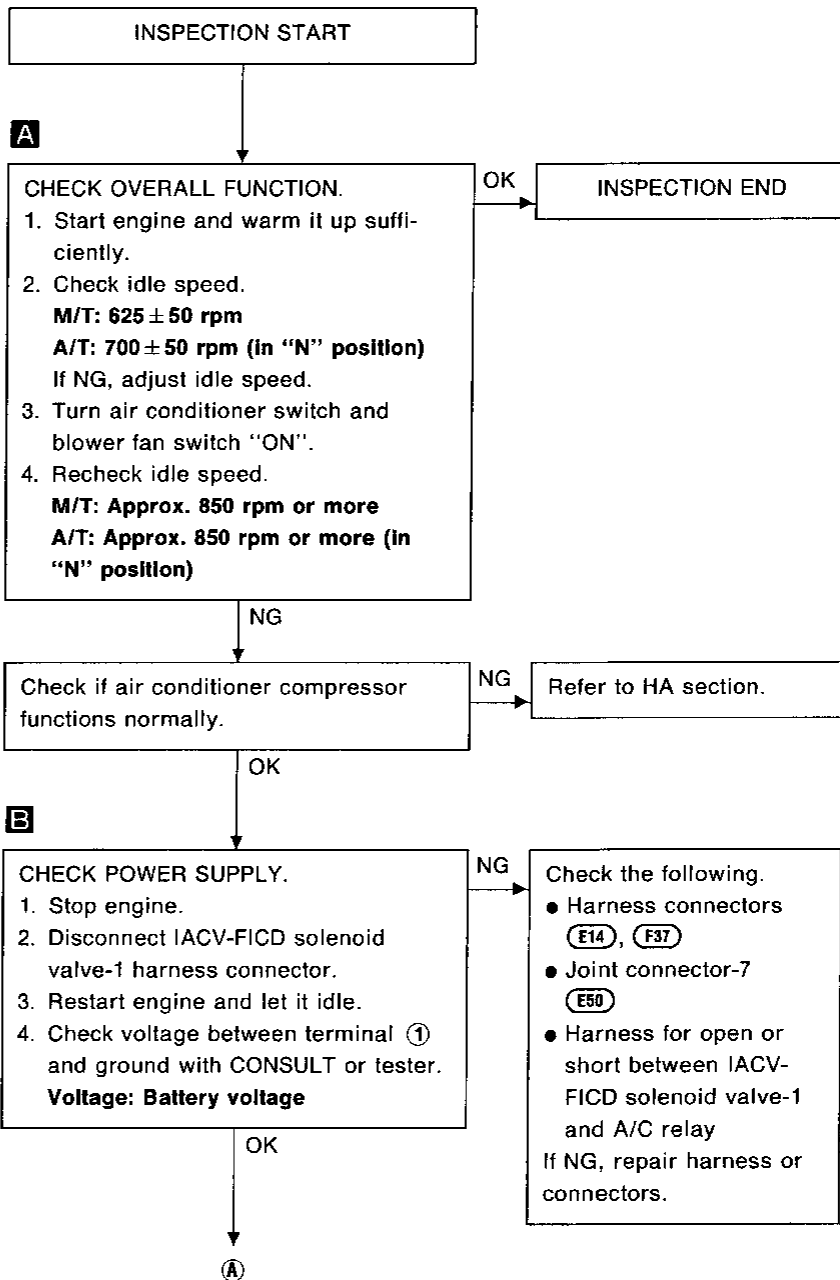 INSPECTION START
A
CHECK OVERALL FUNCTION.
1. Start engine and warm it up suffi-
ciently.
2. Check idle speed.
M/T: 625±50 rpm
A/T: 700±50 rpm (in “N” position)
If NG, adjust idle speed.
3. Turn air conditioner switch and
blower fan switch “ON”.
4. Recheck idle speed.
M/T: Approx. 850 rpm or more
A/T: Approx. 850 rpm or more (in
“N” position)
OK
INSPECTION END
NG
Check if air conditioner compressor
functions normally.
NG
Refer to HA section.
OK
B
CHECK POWER SUPPLY.
1. Stop engine.
2. Disconnect IACV-FICD solenoid
valve-1 harness connector.
3. Restart engine and let it idle.
4. Check voltage between terminal ①
and ground with CONSULT or tester.
Voltage: Battery voltage
NG
Check the following.
● Harness connectors
E14, F37
● Joint connector-7
E50
● Harness for open or
short between IACV-
FICD solenoid valve-1
and A/C relay
If NG, repair harness or
connectors.
OK
Ⓐ